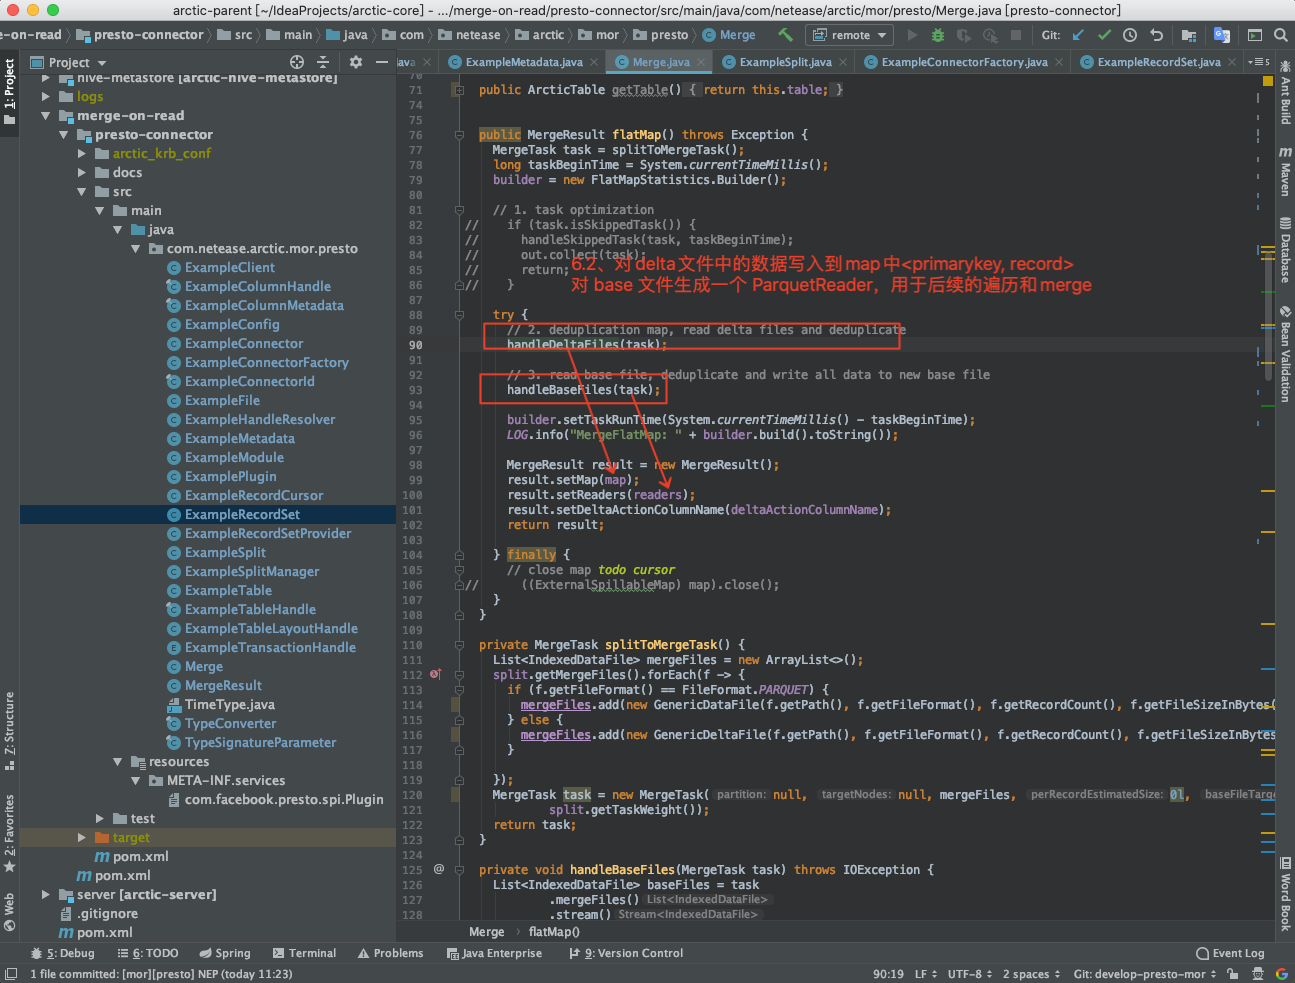 arctic-parent [~/IdeaProjects/arctic-core] - .../merge-on-read/presto-connector/src/main/java/com/netease/arctic/mor/presto/Merge.java [presto-connector]
e-on-read
presto-connector
src
main
java
com
netease
arctic
mor
presto
Merge
remote
Git:
Project
java
ExampleMetadata.java
Merge.java
ExampleSplit.java
ExampleConnectorFactory.java
ExampleRecordSet.java
1: Project
Z: Structure
2: Favorites
Web
hive-metastore [arctic-hive-metastore]
logs
merge-on-read
presto-connector
arctic_krb_conf
docs
src
main
java
com.netease.arctic.mor.presto
ExampleClient
ExampleColumnHandle
ExampleColumnMetadata
ExampleConfig
ExampleConnector
ExampleConnectorFactory
ExampleConnectorId
ExampleFile
ExampleHandleResolver
ExampleMetadata
ExampleModule
ExamplePlugin
ExampleRecordCursor
ExampleRecordSet
ExampleRecordSetProvider
ExampleSplit
ExampleSplitManager
ExampleTable
ExampleTableHandle
ExampleTableLayoutHandle
ExampleTransactionHandle
Merge
MergeResult
TimeType.java
TypeConverter
TypeSignatureParameter
resources
META-INF.services
com.facebook.presto.spi.Plugin
test
target
pom.xml
pom.xml
server [arctic-server]
.gitignore
pom.xml
70
71 public ArcticTable getTable() { return this.table; }
74
75
76 public MergeResult flatMap() throws Exception {
77 MergeTask task = splitToMergeTask();
78 long taskBeginTime = System.currentTimeMillis();
79 builder = new FlatMapStatistics.Builder();
80
81 // 1. task optimization
82 // if (task.isSkippedTask()) {
83 // handleSkippedTask(task, taskBeginTime);
84 // out.collect(task);
85 // return;
86 // }
6.2、对 delta 文件中的数据写入到 map 中<primarykey, record>
对 base 文件生成一个 ParquetReader，用于后续的遍历和 merge
87
88 try {
89 // 2. deduplication map, read delta files and deduplicate
90 handleDeltaFiles(task);
91
92 // 3. read base file, deduplicate and write all data to new base file
93 handleBaseFiles(task);
94
95 builder.setTaskRunTime(System.currentTimeMillis() - taskBeginTime);
96 LOG.info("MergeFlatMap: " + builder.build().toString());
97
98 MergeResult result = new MergeResult();
99 result.setMap(map);
100 result.setReaders(readers);
101 result.setDeltaActionColumnName(deltaActionColumnName);
102 return result;
103
104 } finally {
105 // close map todo cursor
106 // ((ExternalSpillableMap) map).close();
107 }
108 }
109
110 private MergeTask splitToMergeTask() {
111 List<IndexedDataFile> mergeFiles = new ArrayList<>();
112 split.getMergeFiles().forEach(f -> {
113 if (f.getFileFormat() == FileFormat.PARQUET) {
114 mergeFiles.add(new GenericDataFile(f.getPath(), f.getFileFormat(), f.getRecordCount(), f.getFileSizeInBytes(
115 } else {
116 mergeFiles.add(new GenericDeltaFile(f.getPath(), f.getFileFormat(), f.getRecordCount(), f.getFileSizeInBytes
117 }
118
119 });
120 MergeTask task = new MergeTask( partition: null, targetNodes: null, mergeFiles, perRecordEstimatedSize: 0l, baseFileTarge
121 split.getTaskWeight());
122 return task;
123 }
124
125 @ private void handleBaseFiles(MergeTask task) throws IOException {
126 List<IndexedDataFile> baseFiles = task
127 .mergeFiles() List<IndexedDataFile>
128 .stream() Stream<IndexedDataFile>
Merge › flatMap()
Ant Build
Maven
Database
Bean Validation
Word Book
5: Debug
6: TODO
Spring
Terminal
Problems
Java Enterprise
9: Version Control
Event Log
1 file committed: [mor][presto] NEP (today 11:23)
90:19
LF
UTF-8
2 spaces
Git: develop-presto-mor